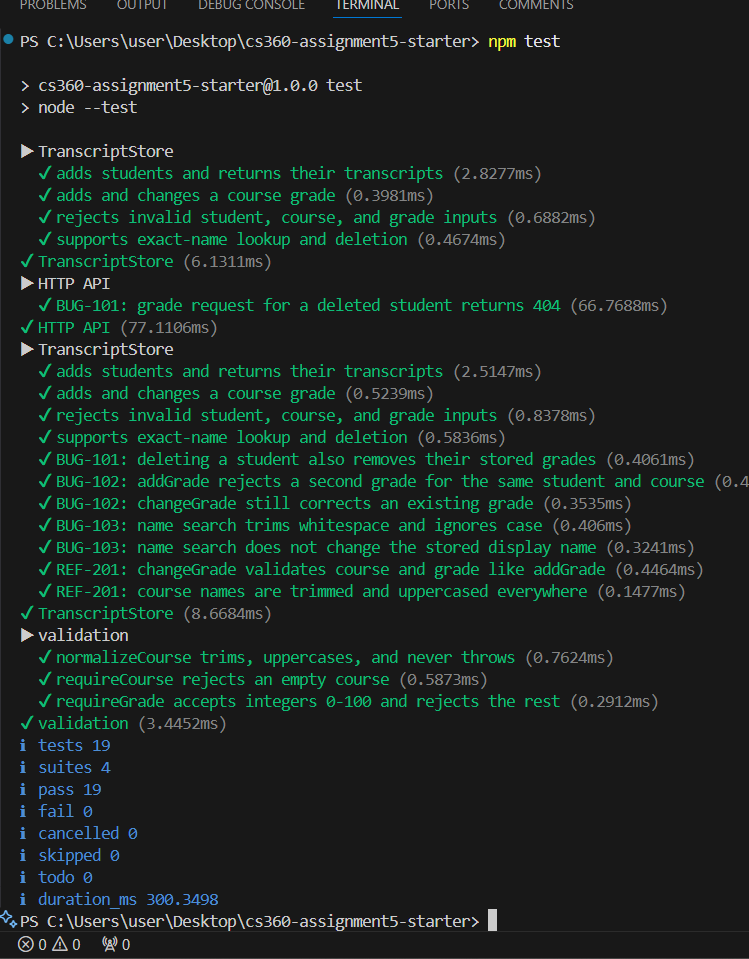 PROBLEMS OUTPUT DEBUG CONSOLE TERMINAL PORTS COMMENTS
PS C:\Users\user\Desktop\cs360-assignment5-starter> npm test
> cs360-assignment5-starter@1.0.0 test
> node --test
▶ TranscriptStore
✓ adds students and returns their transcripts (2.8277ms)
✓ adds and changes a course grade (0.3981ms)
✓ rejects invalid student, course, and grade inputs (0.6882ms)
✓ supports exact-name lookup and deletion (0.4674ms)
✓ TranscriptStore (6.1311ms)
▶ HTTP API
✓ BUG-101: grade request for a deleted student returns 404 (66.7688ms)
✓ HTTP API (77.1106ms)
▶ TranscriptStore
✓ adds students and returns their transcripts (2.5147ms)
✓ adds and changes a course grade (0.5239ms)
✓ rejects invalid student, course, and grade inputs (0.8378ms)
✓ supports exact-name lookup and deletion (0.5836ms)
✓ BUG-101: deleting a student also removes their stored grades (0.4061ms)
✓ BUG-102: addGrade rejects a second grade for the same student and course (0.4
✓ BUG-102: changeGrade still corrects an existing grade (0.3535ms)
✓ BUG-103: name search trims whitespace and ignores case (0.406ms)
✓ BUG-103: name search does not change the stored display name (0.3241ms)
✓ REF-201: changeGrade validates course and grade like addGrade (0.4464ms)
✓ REF-201: course names are trimmed and uppercased everywhere (0.1477ms)
✓ TranscriptStore (8.6684ms)
▶ validation
✓ normalizeCourse trims, uppercases, and never throws (0.7624ms)
✓ requireCourse rejects an empty course (0.5873ms)
✓ requireGrade accepts integers 0-100 and rejects the rest (0.2912ms)
✓ validation (3.4452ms)
ℹ tests 19
ℹ suites 4
ℹ pass 19
ℹ fail 0
ℹ cancelled 0
ℹ skipped 0
ℹ todo 0
ℹ duration_ms 300.3498
PS C:\Users\user\Desktop\cs360-assignment5-starter>
0 0 0